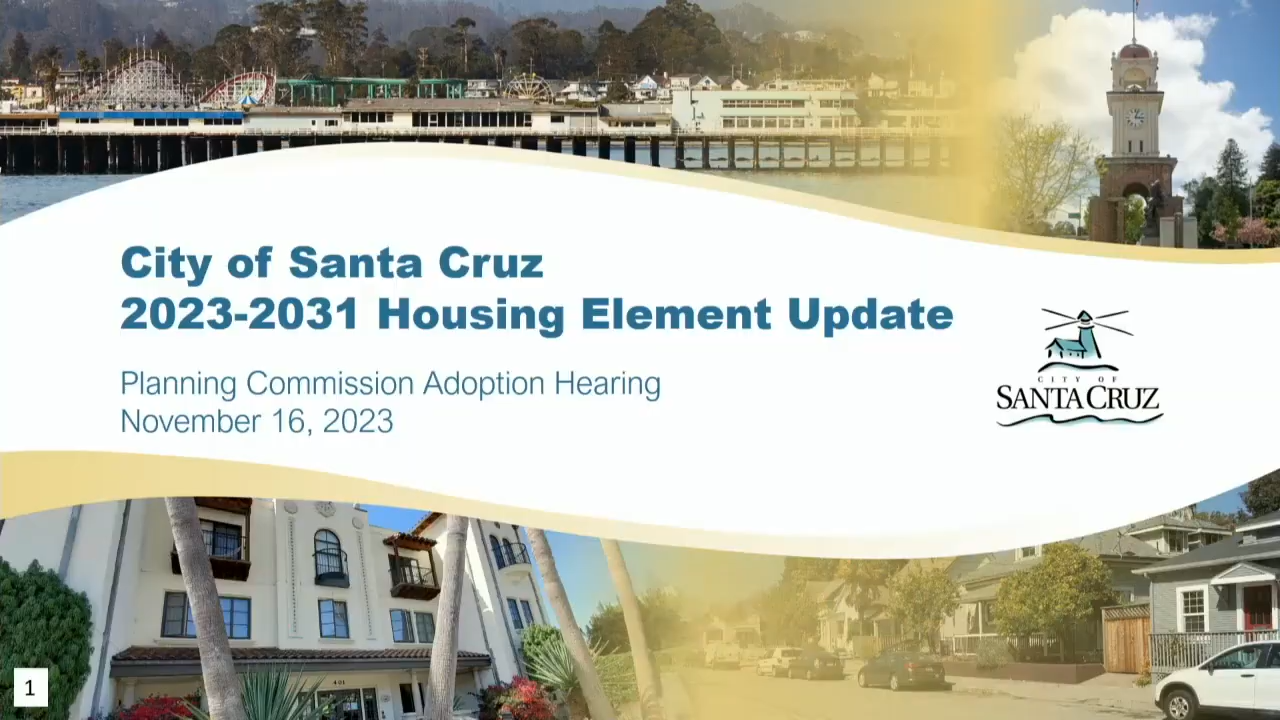 City of Santa Cruz
2023-2031 Housing Element Update
Planning Commission Adoption Hearing
November 16, 2023
CITY OF
SANTA CRUZ
401
1